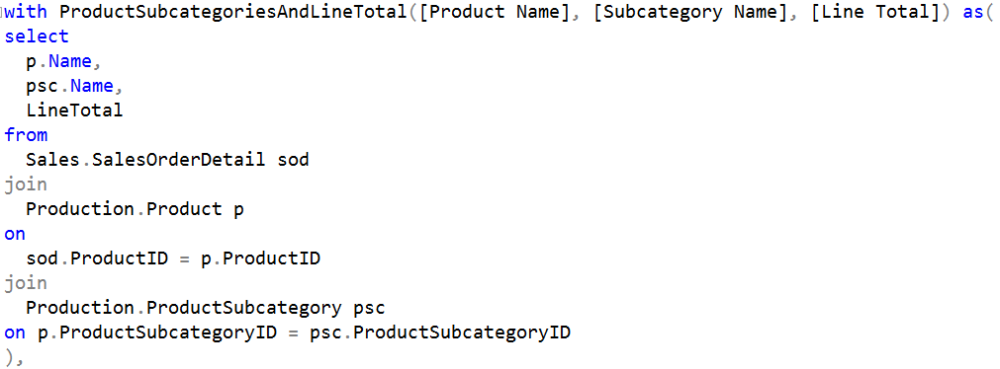 with ProductSubcategoriesAndLineTotal([Product Name], [Subcategory Name], [Line Total]) as(
select
p.Name,
psc.Name,
LineTotal
from
Sales.SalesOrderDetail sod
join
Production.Product p
on
sod.ProductID = p.ProductID
join
Production.ProductSubcategory psc
on p.ProductSubcategoryID = psc.ProductSubcategoryID
),